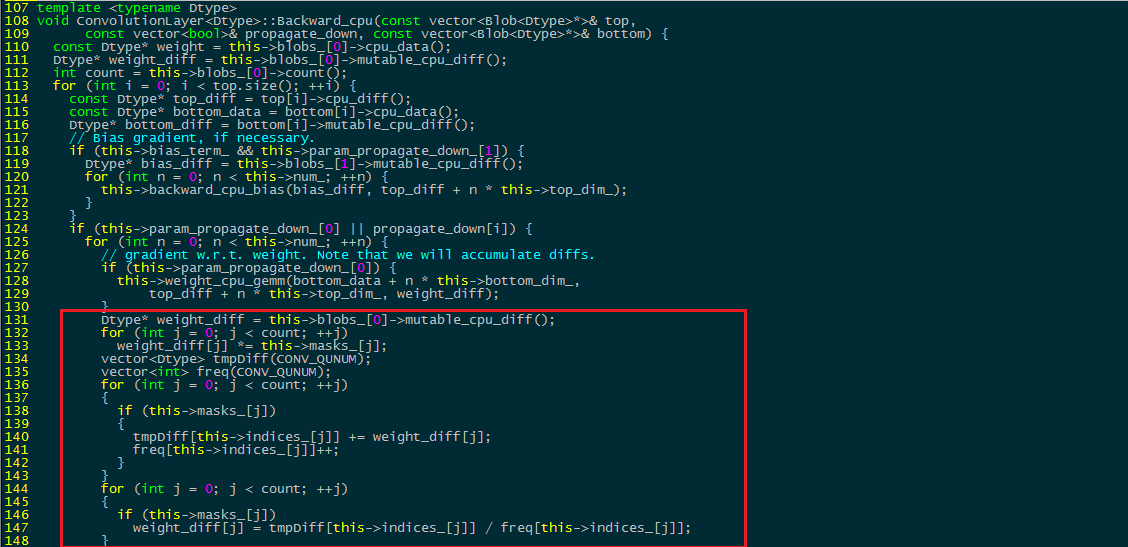 107 template <typename Dtype>
108 void ConvolutionLayer<Dtype>::Backward_cpu(const vector<Blob<Dtype>*>& top,
109       const vector<bool>& propagate_down, const vector<Blob<Dtype>*>& bottom) {
110   const Dtype* weight = this->blobs_[0]->cpu_data();
111   Dtype* weight_diff = this->blobs_[0]->mutable_cpu_diff();
112   int count = this->blobs_[0]->count();
113   for (int i = 0; i < top.size(); ++i) {
114     const Dtype* top_diff = top[i]->cpu_diff();
115     const Dtype* bottom_data = bottom[i]->cpu_data();
116     Dtype* bottom_diff = bottom[i]->mutable_cpu_diff();
117     // Bias gradient, if necessary.
118     if (this->bias_term_ && this->param_propagate_down_[1]) {
119       Dtype* bias_diff = this->blobs_[1]->mutable_cpu_diff();
120       for (int n = 0; n < this->num_; ++n) {
121         this->backward_cpu_bias(bias_diff, top_diff + n * this->top_dim_);
122       }
123     }
124     if (this->param_propagate_down_[0] || propagate_down[i]) {
125       for (int n = 0; n < this->num_; ++n) {
126         // gradient w.r.t. weight. Note that we will accumulate diffs.
127         if (this->param_propagate_down_[0]) {
128           this->weight_cpu_gemm(bottom_data + n * this->bottom_dim_,
129               top_diff + n * this->top_dim_, weight_diff);
130         }
131         Dtype* weight_diff = this->blobs_[0]->mutable_cpu_diff();
132         for (int j = 0; j < count; ++j)
133           weight_diff[j] *= this->masks_[j];
134         vector<Dtype> tmpDiff(CONV_QUNUM);
135         vector<int> freq(CONV_QUNUM);
136         for (int j = 0; j < count; ++j)
137         {
138           if (this->masks_[j])
139           {
140             tmpDiff[this->indices_[j]] += weight_diff[j];
141             freq[this->indices_[j]]++;
142           }
143         }
144         for (int j = 0; j < count; ++j)
145         {
146           if (this->masks_[j])
147             weight_diff[j] = tmpDiff[this->indices_[j]] / freq[this->indices_[j]];
148         }